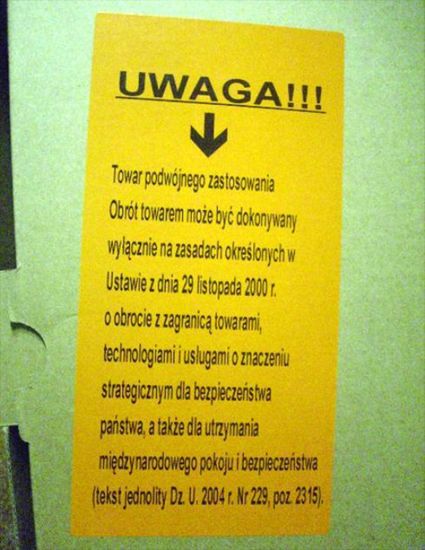 UWAGA!!!
Towar podwójnego zastosowania
Obrót towarem może być dokonywany
wyłącznie na zasadach określonych w
Ustawie z dnia 29 listopada 2000 r.
o obrocie z zagranicą towarami,
technologiami i usługami o znaczeniu
strategicznym dla bezpieczeństwa
państwa, a także dla utrzymania
międzynarodowego pokoju i bezpieczeństwa
(tekst jednolity Dz. U. 2004 r. Nr 229, poz. 2315).